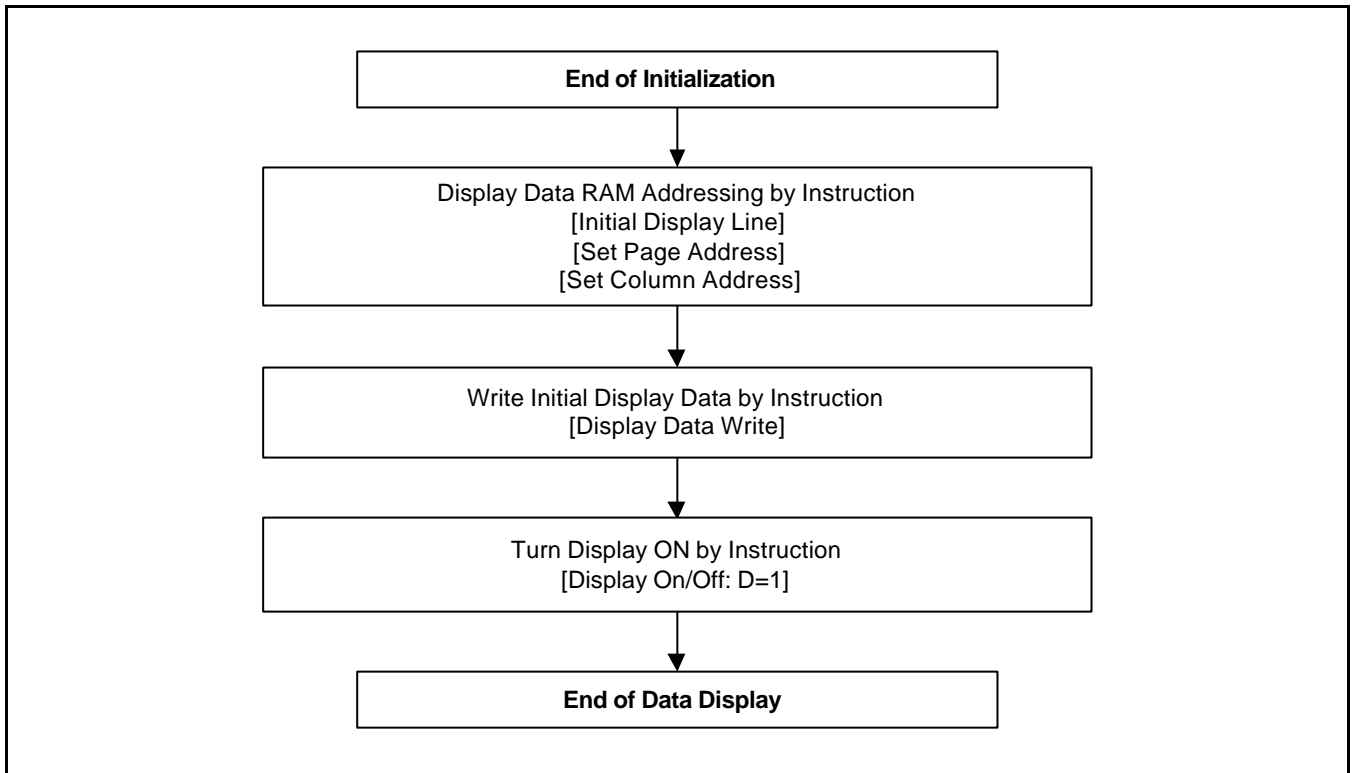 End of Initialization
Display Data RAM Addressing by Instruction
[Initial Display Line]
[Set Page Address]
[Set Column Address]
Write Initial Display Data by Instruction
[Display Data Write]
Turn Display ON by Instruction
[Display On/Off: D=1]
End of Data Display